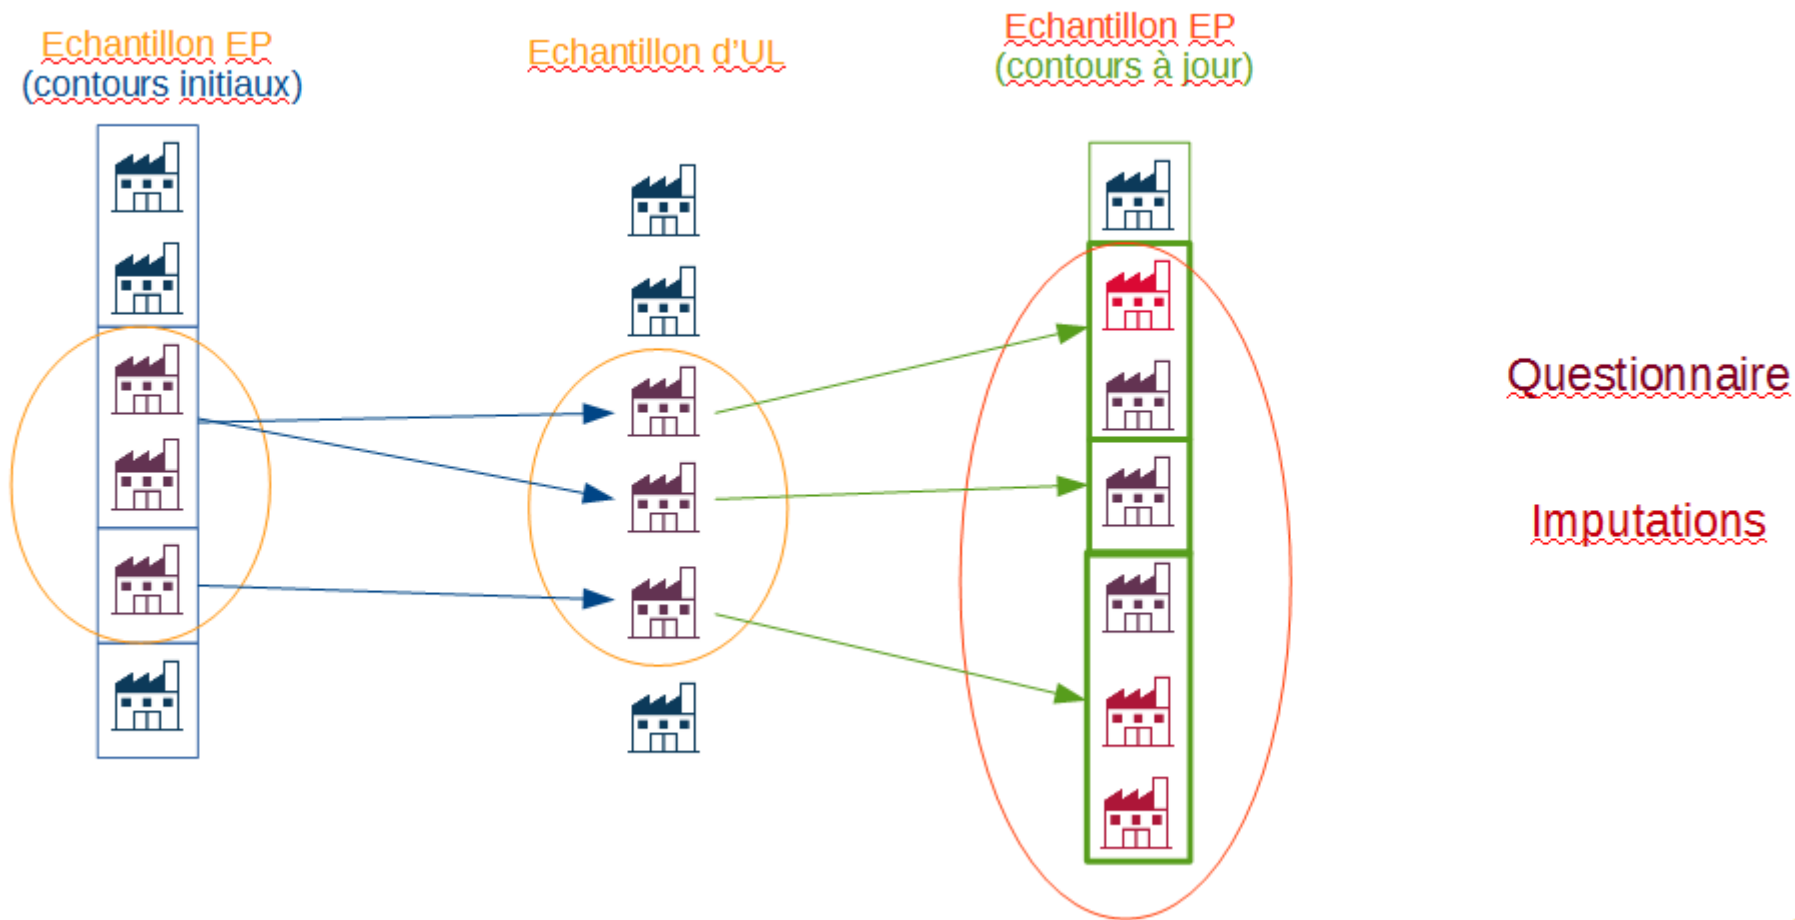 Echantillon EP
(contours initiaux)
Echantillon d’UL
Echantillon EP
(contours à jour)
Questionnaire
Imputations